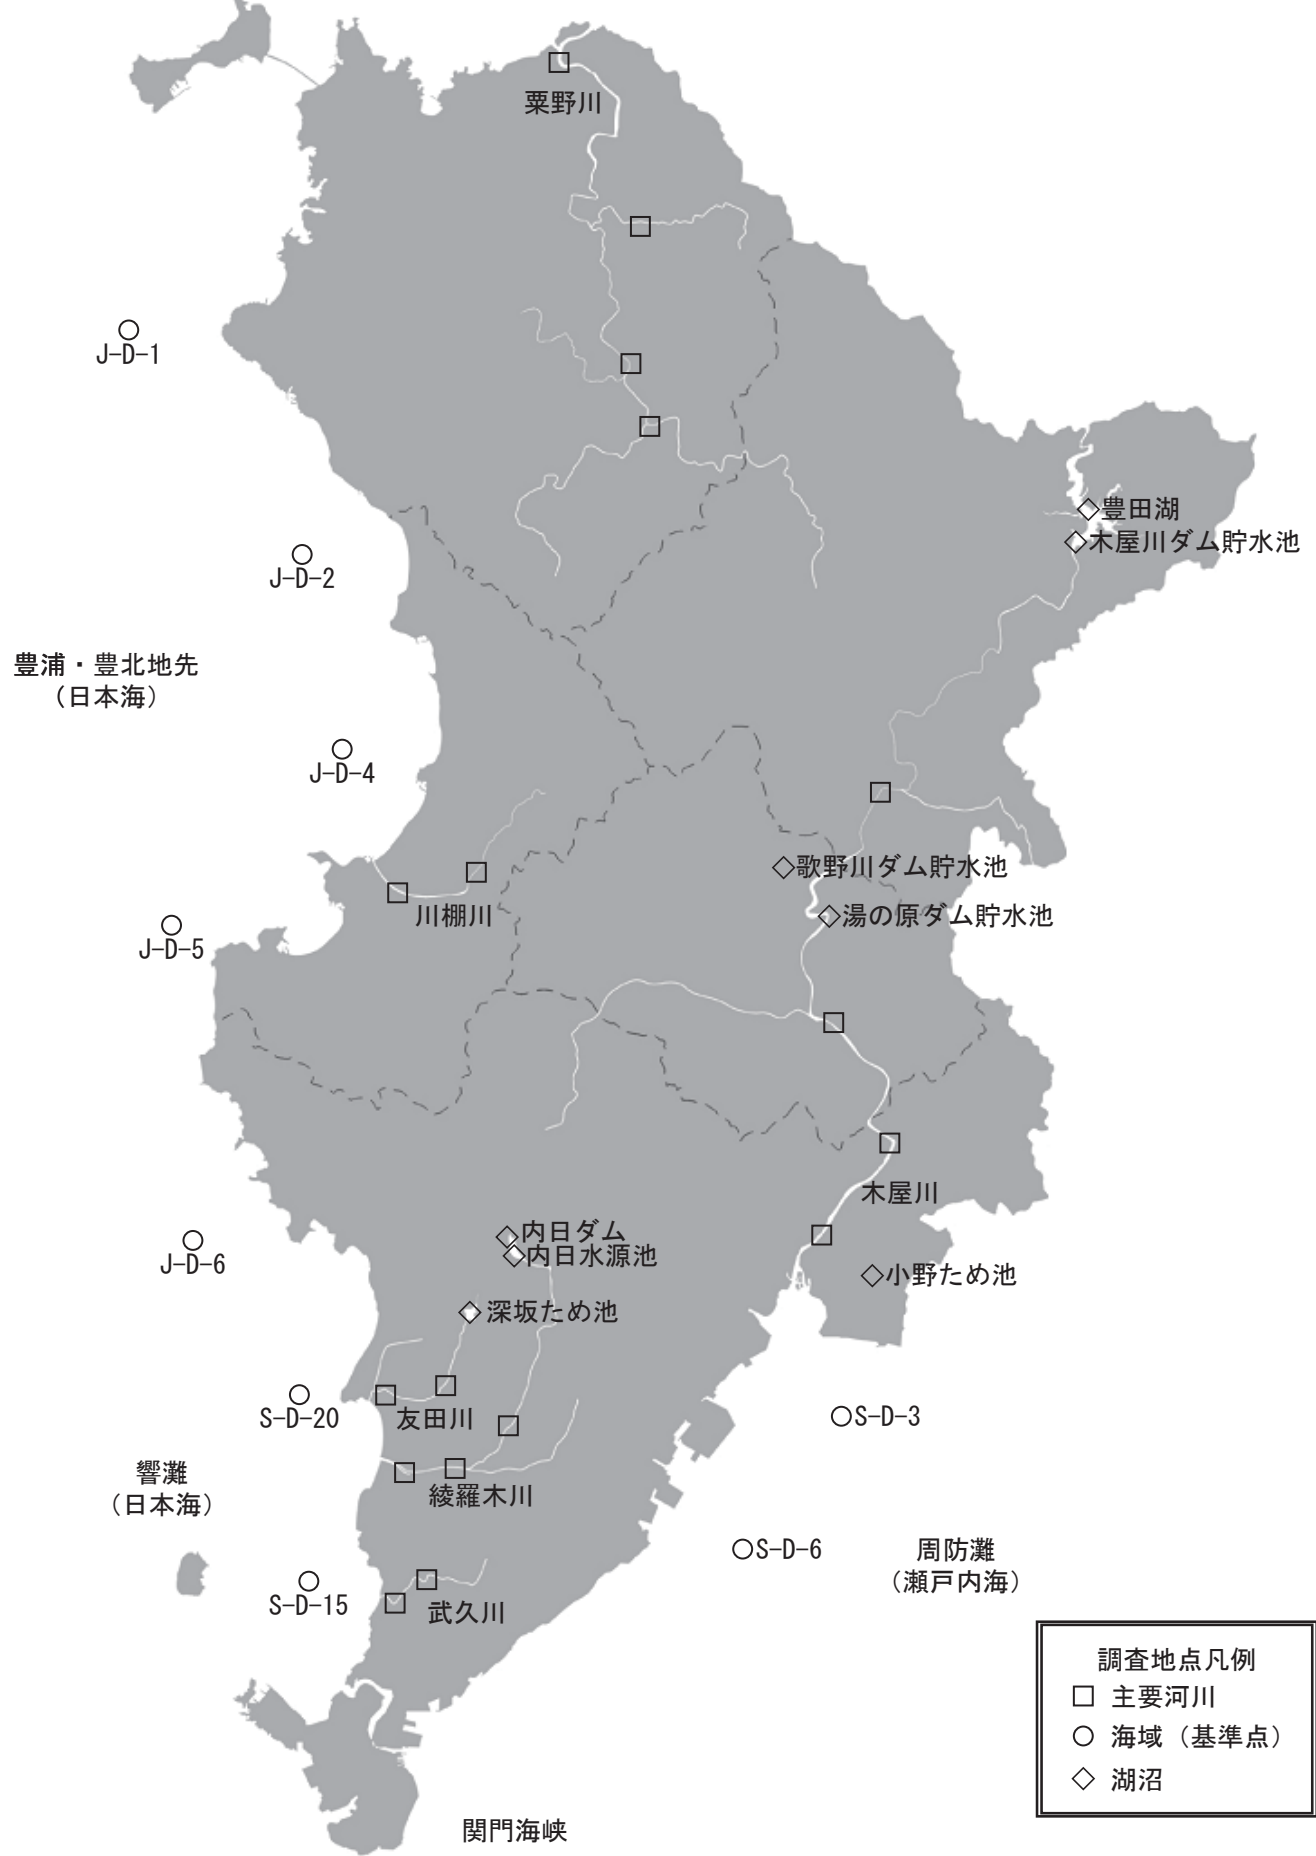 粟野川
J-D-1
豊田湖
木屋川ダム貯水池
J-D-2
豊浦・豊北地先
（日本海）
J-D-4
歌野川ダム貯水池
川棚川
湯の原ダム貯水池
J-D-5
木屋川
内日ダム
内日水源池
J-D-6
小野ため池
深坂ため池
S-D-20
友田川
S-D-3
響灘
（日本海）
綾羅木川
S-D-6
周防灘
（瀬戸内海）
S-D-15
武久川
調査地点凡例
□ 主要河川
○ 海域（基準点）
◇ 湖沼
関門海峡